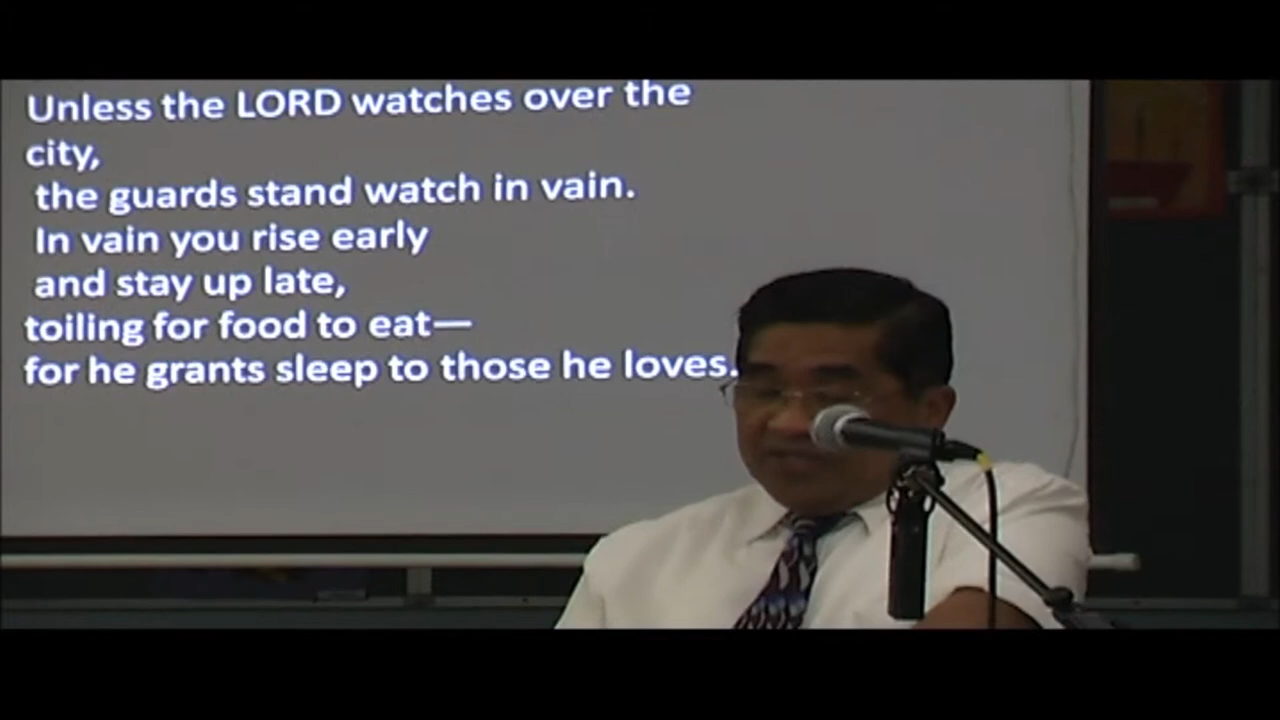 Unless the LORD watches over the
city,
the guards stand watch in vain.
In vain you rise early
and stay up late,
toiling for food to eat—
for he grants sleep to those he loves.